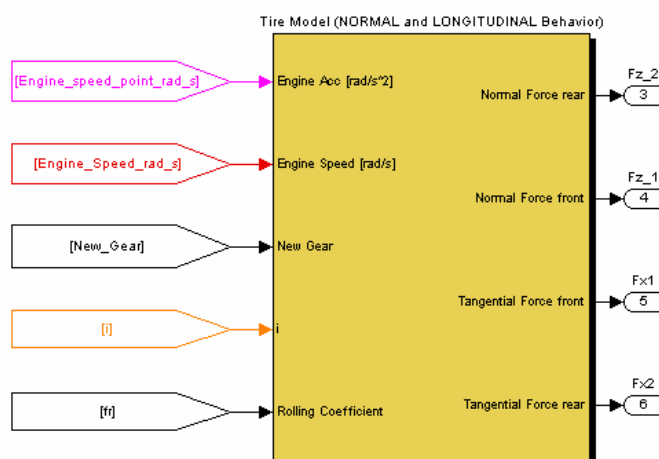 Tire Model (NORMAL and LONGITUDINAL Behavior)
[Engine_speed_point_rad_s]
Engine Acc [rad/s^2]
Normal Force rear
Fz_2
3
[Engine_Speed_rad_s]
Engine Speed [rad/s]
Normal Force front
Fz_1
4
[New_Gear]
New Gear
Tangential Force front
Fx1
5
[i]
i
[fr]
Rolling Coefficient
Tangential Force rear
Fx2
6